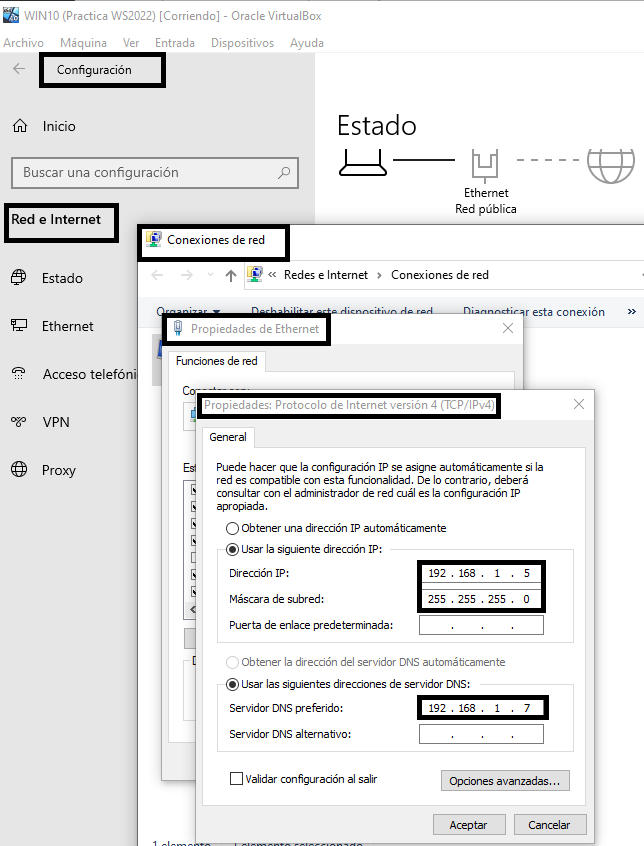 WIN10 (Practica WS2022) [Corriendo] - Oracle VirtualBox
Archivo Máquina Ver Entrada Dispositivos Ayuda
Configuración
Inicio
Buscar una configuración
Red e Internet
Estado
Ethernet
Acceso telefóni
VPN
Proxy
Estado
Ethernet
Red pública
Conexiones de red
« Redes e Internet > Conexiones de red
Organizar Deshabilitar este dispositivo de red Diagnosticar esta conexión »
Propiedades de Ethernet
Funciones de red
Conectar con:
Es
Propiedades: Protocolo de Internet versión 4 (TCP/IPv4)
General
Puede hacer que la configuración IP se asigne automáticamente si la
red es compatible con esta funcionalidad. De lo contrario, deberá
consultar con el administrador de red cuál es la configuración IP
apropiada.
Obtener una dirección IP automáticamente
Usar la siguiente dirección IP:
Dirección IP: 192 . 168 . 1 . 5
Máscara de subred: 255 . 255 . 255 . 0
Puerta de enlace predeterminada: . . .
Obtener la dirección del servidor DNS automáticamente
Usar las siguientes direcciones de servidor DNS:
Servidor DNS preferido: 192 . 168 . 1 . 7
Servidor DNS alternativo: . . .
Validar configuración al salir
Opciones avanzadas...
Aceptar Cancelar
1 elemento 1 elemento seleccionado